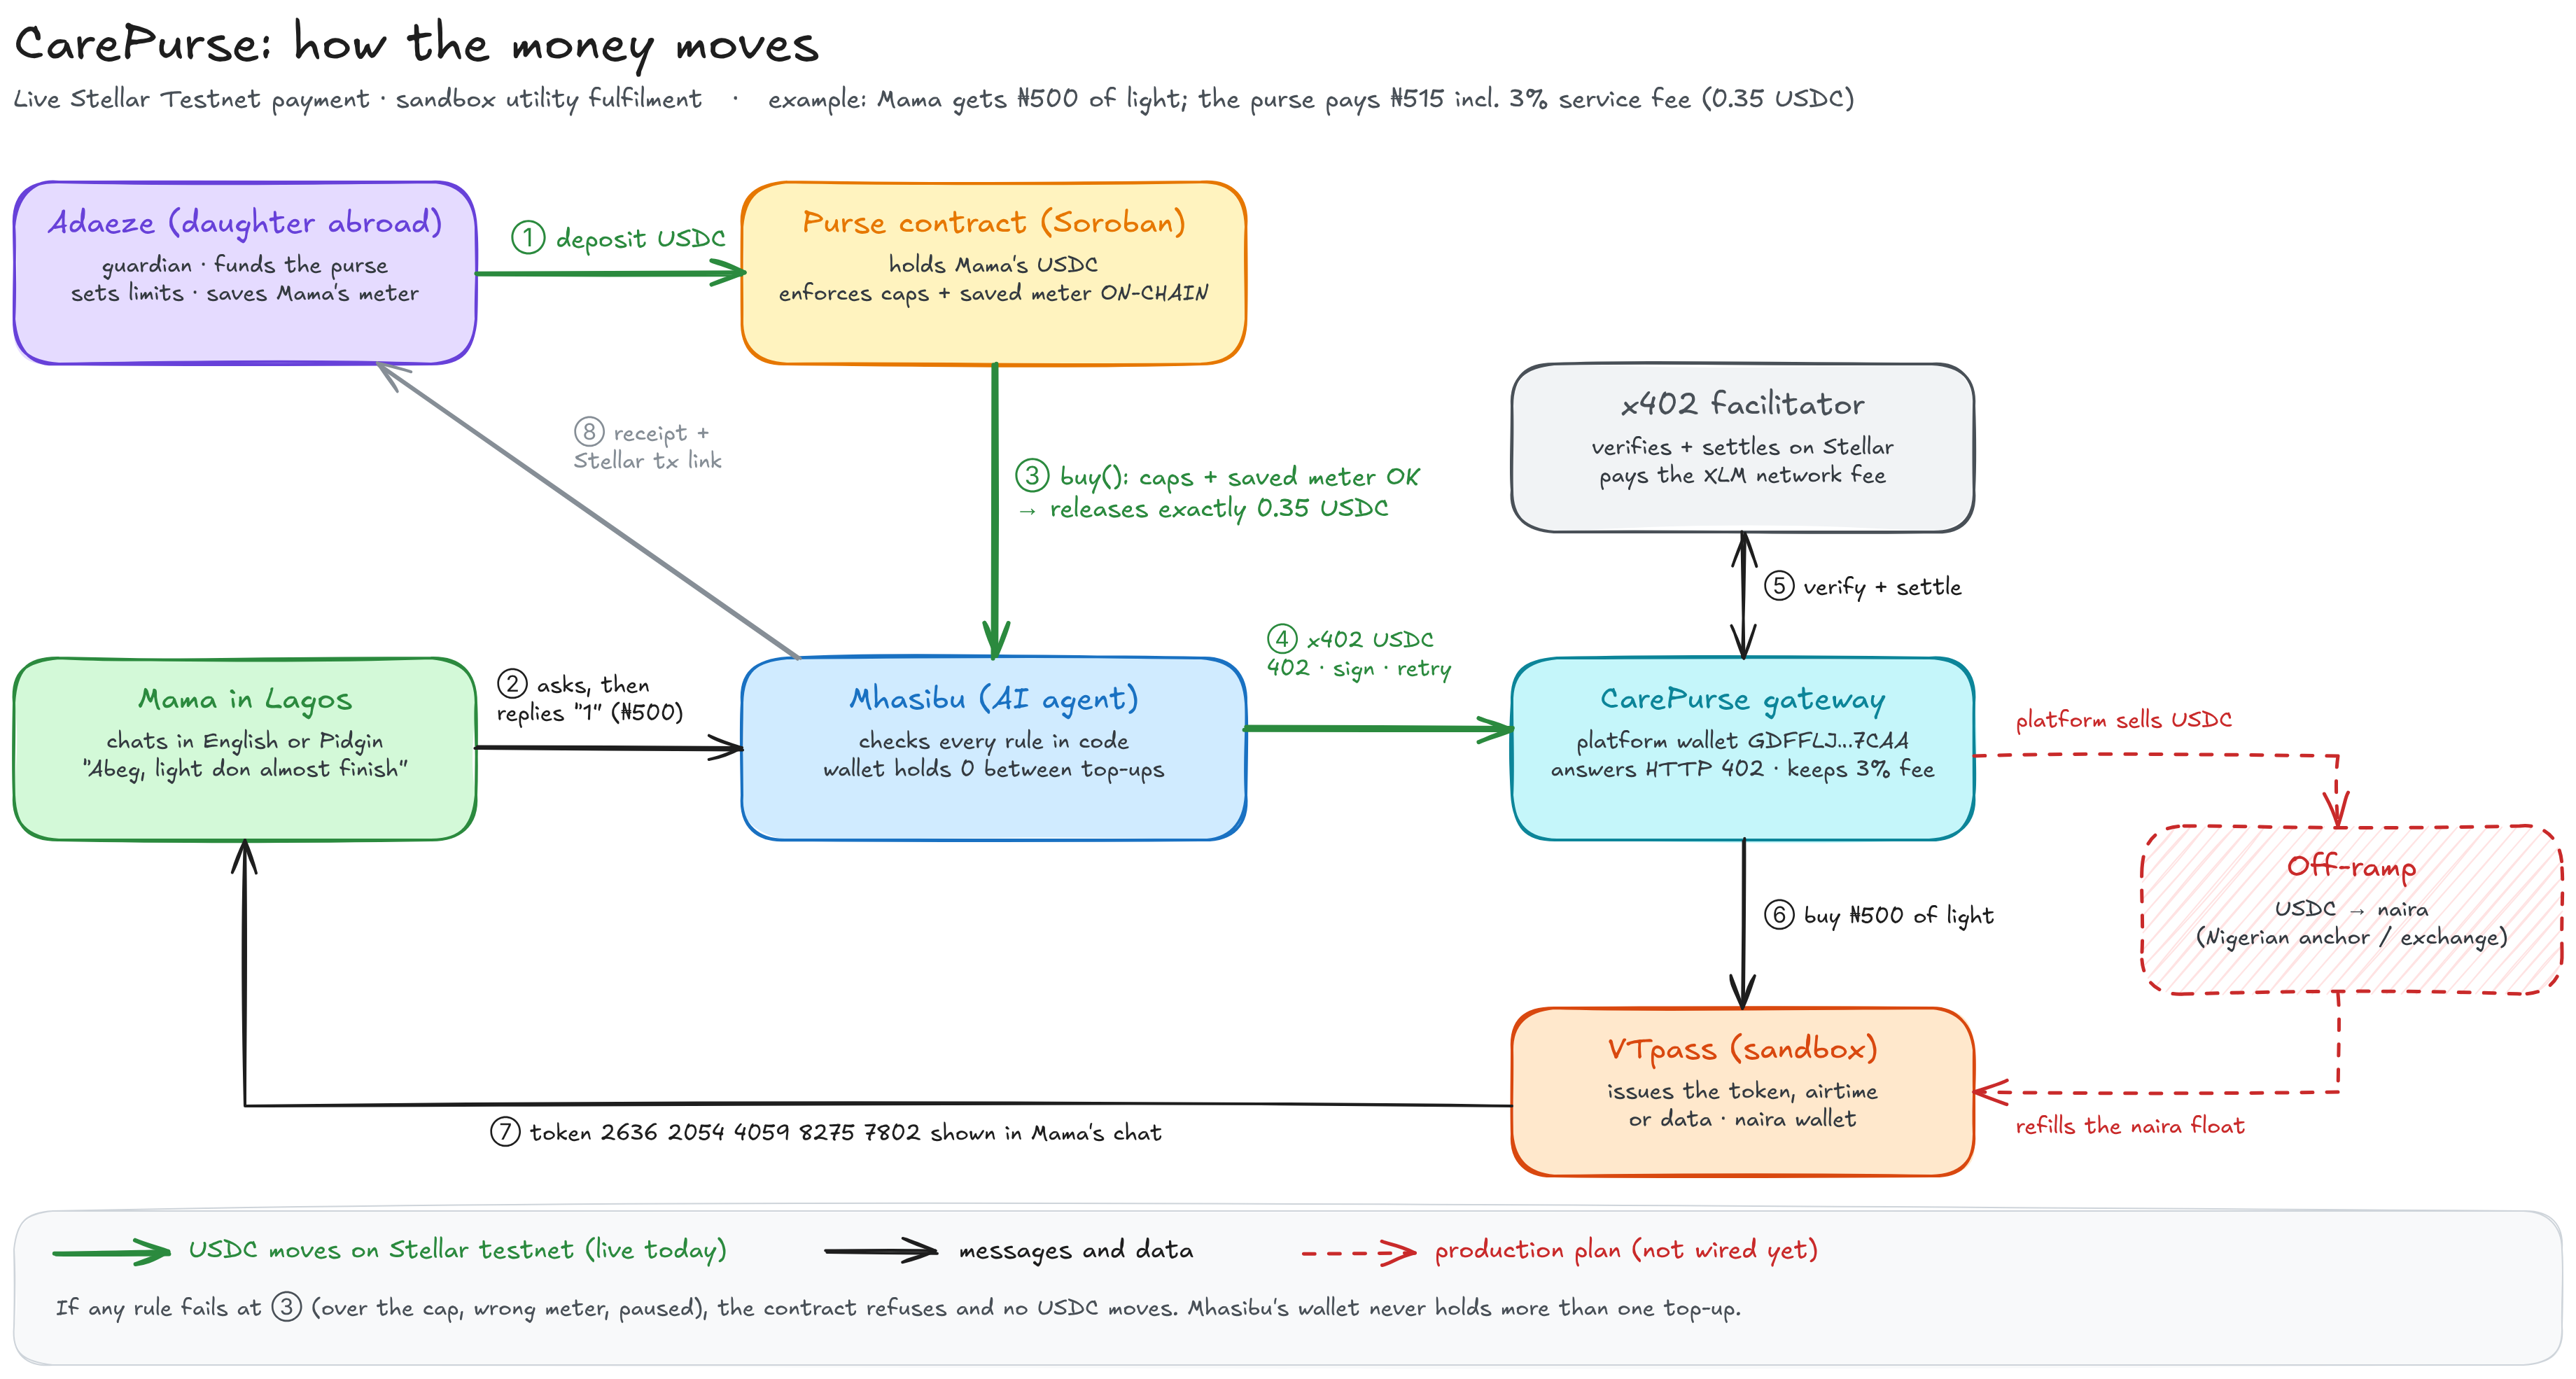 CarePurse: how the money moves
Live Stellar Testnet payment · sandbox utility fulfilment · example: Mama gets ₦500 of light; the purse pays ₦515 incl. 3% service fee (0.35 USDC)
Adaeze (daughter abroad)
guardian · funds the purse
sets limits · saves Mama's meter
① deposit USDC
Purse contract (Soroban)
holds Mama's USDC
enforces caps + saved meter ON-CHAIN
⑧ receipt +
Stellar tx link
③ buy(): caps + saved meter OK
→ releases exactly 0.35 USDC
x402 facilitator
verifies + settles on Stellar
pays the XLM network fee
⑤ verify + settle
Mama in Lagos
chats in English or Pidgin
"Abeg, light don almost finish"
② asks, then
replies "1" (₦500)
Mhasibu (AI agent)
checks every rule in code
wallet holds 0 between top-ups
④ x402 USDC
402 · sign · retry
CarePurse gateway
platform wallet GDFFLJ...7CAA
answers HTTP 402 · keeps 3% fee
platform sells USDC
Off-ramp
USDC → naira
(Nigerian anchor / exchange)
⑥ buy ₦500 of light
VTpass (sandbox)
issues the token, airtime
or data · naira wallet
refills the naira float
⑦ token 2636 2054 4059 8275 7802 shown in Mama's chat
USDC moves on Stellar testnet (live today)
messages and data
production plan (not wired yet)
If any rule fails at ③ (over the cap, wrong meter, paused), the contract refuses and no USDC moves. Mhasibu's wallet never holds more than one top-up.